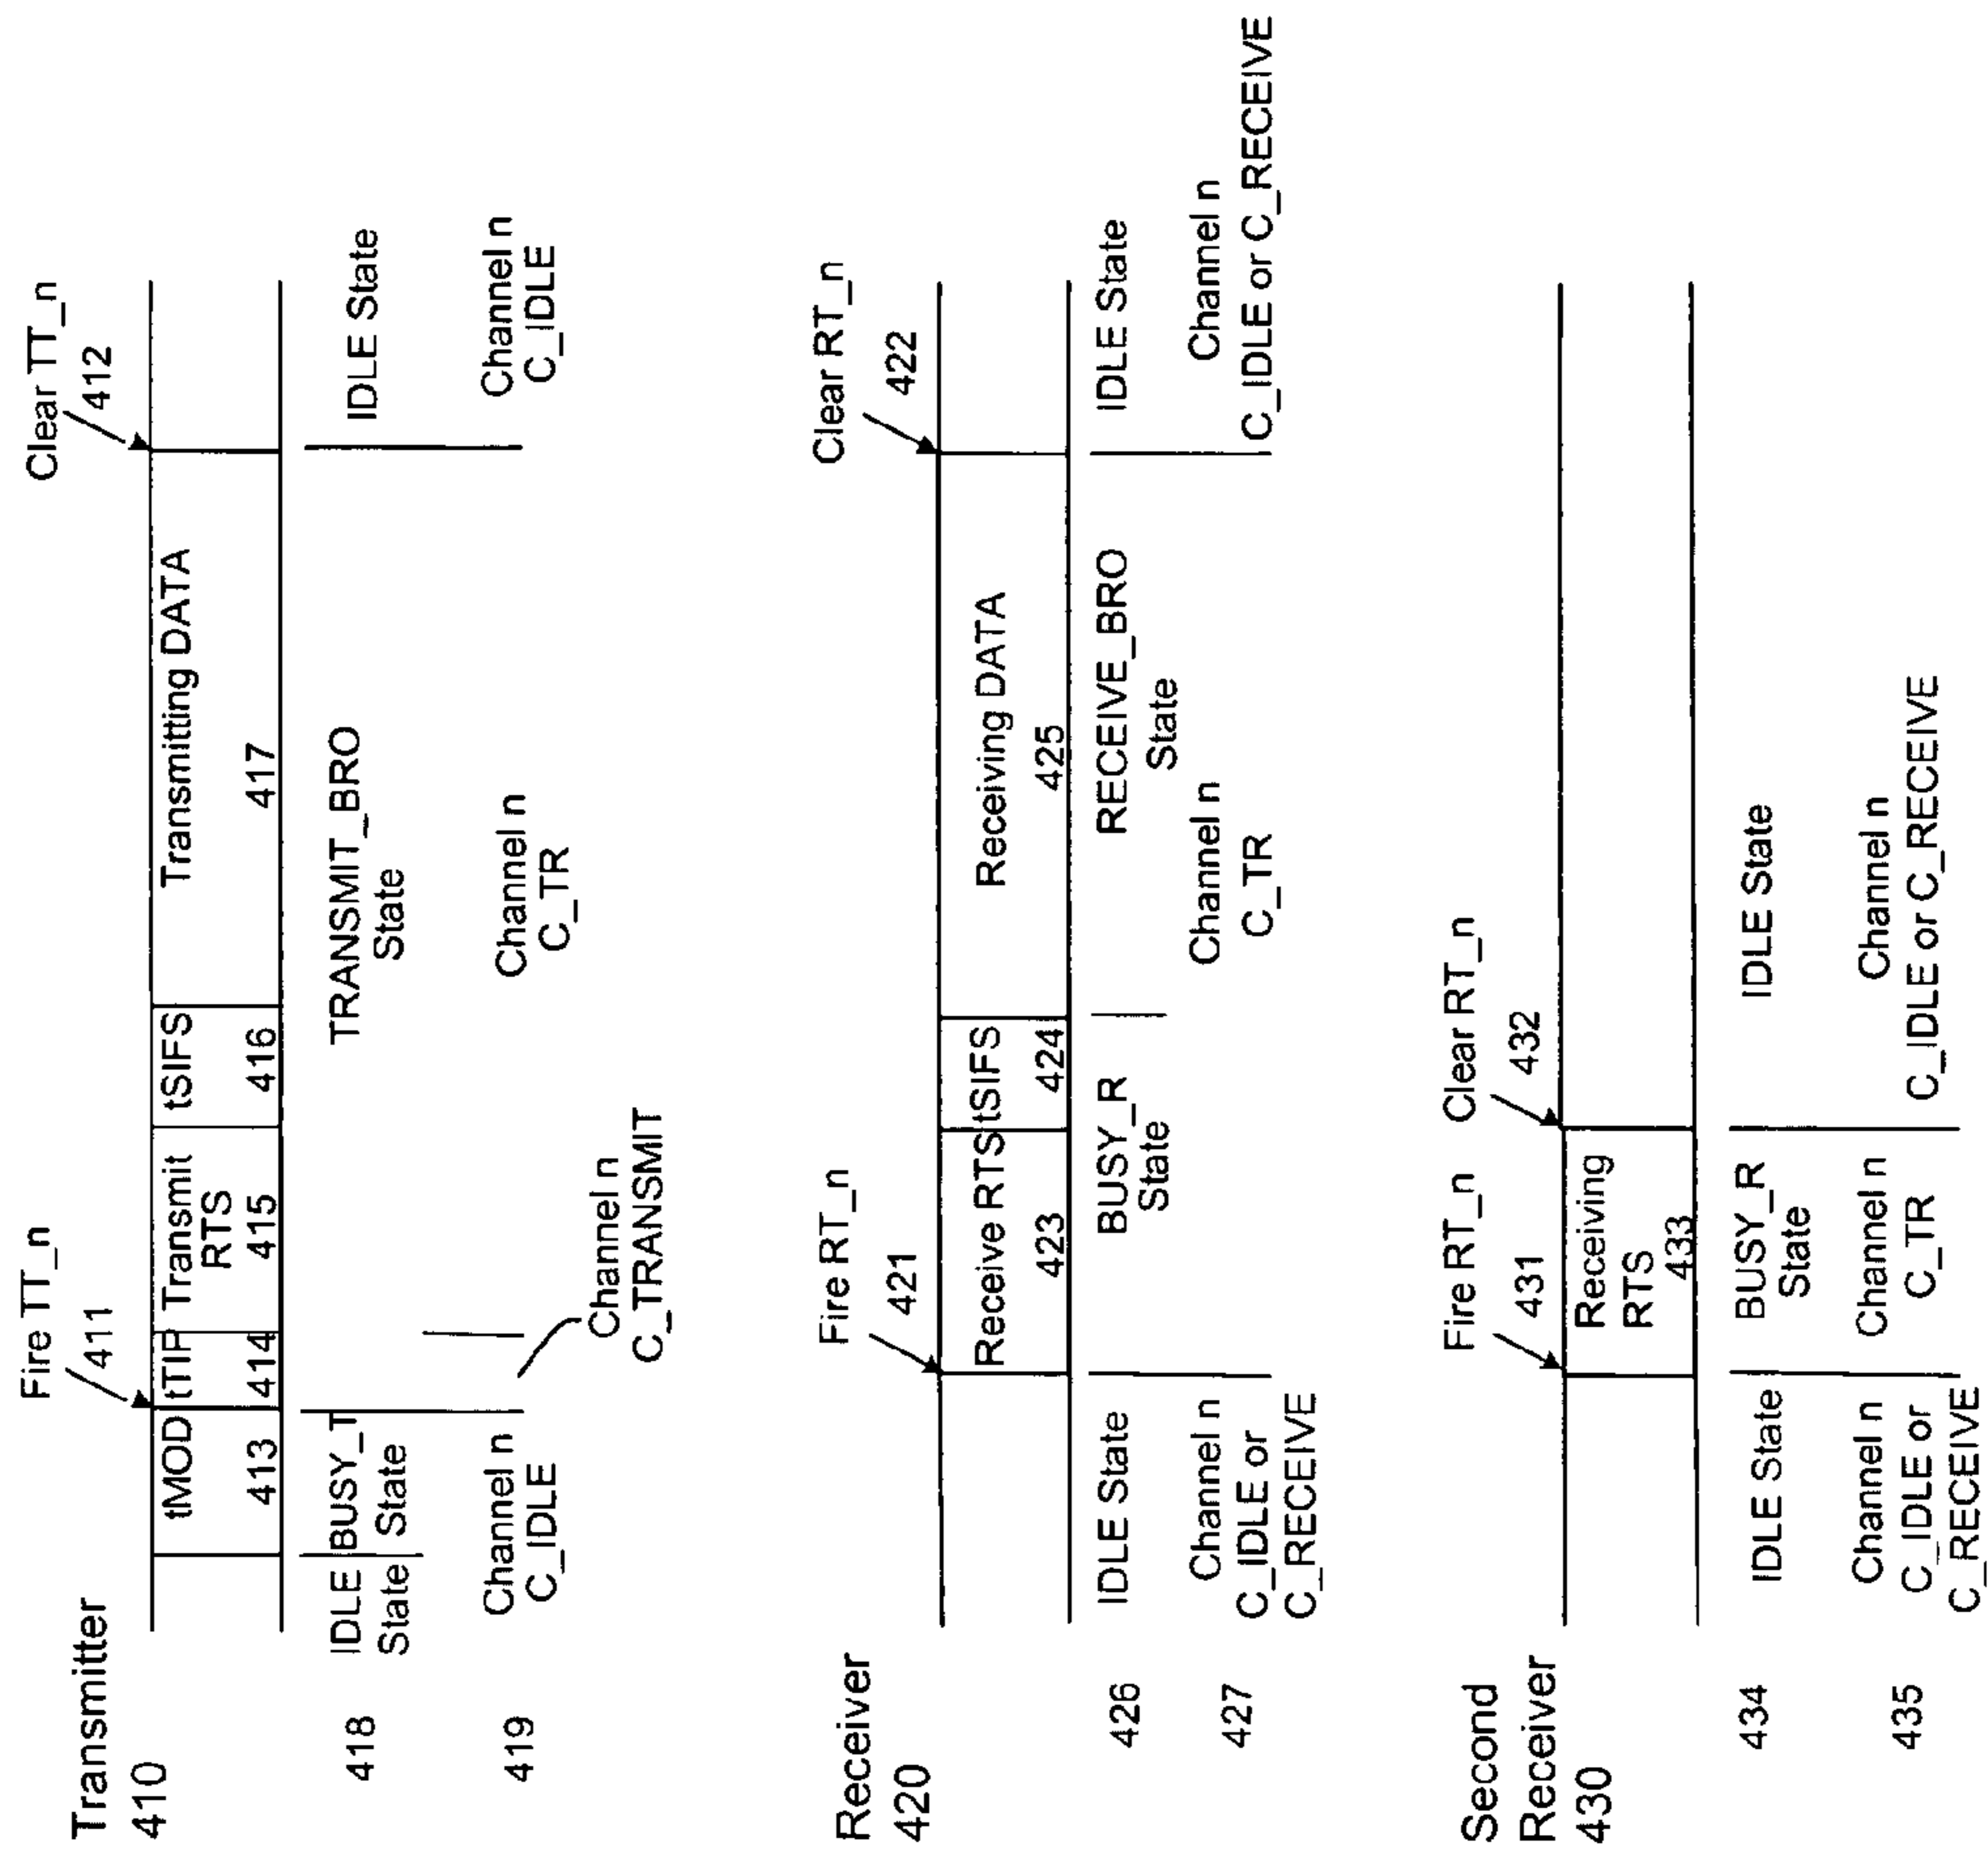 Transmitter
410
Fire TT_n
411
Clear TT_n
412
tMOD
413
tTIP
414
Transmit
RTS
415
tSIFS
416
Transmitting DATA
417
418
IDLE
State
BUSY_T
State
TRANSMIT_BRO
State
IDLE State
419
Channel n
C_IDLE
Channel n
C_TRANSMIT
Channel n
C_TR
Channel n
C_IDLE
Receiver
420
Fire RT_n
421
Clear RT_n
422
Receive RTS
423
tSIFS
424
Receiving DATA
425
426
IDLE State
BUSY_R
State
RECEIVE_BRO
State
IDLE State
427
Channel n
C_IDLE or
C_RECEIVE
Channel n
C_TR
Channel n
C_IDLE or C_RECEIVE
Second
Receiver
430
Fire RT_n
431
Clear RT_n
432
Receiving
RTS
433
434
IDLE State
BUSY_R
State
IDLE State
435
Channel n
C_IDLE or
C_RECEIVE
Channel n
C_TR
Channel n
C_IDLE or C_RECEIVE